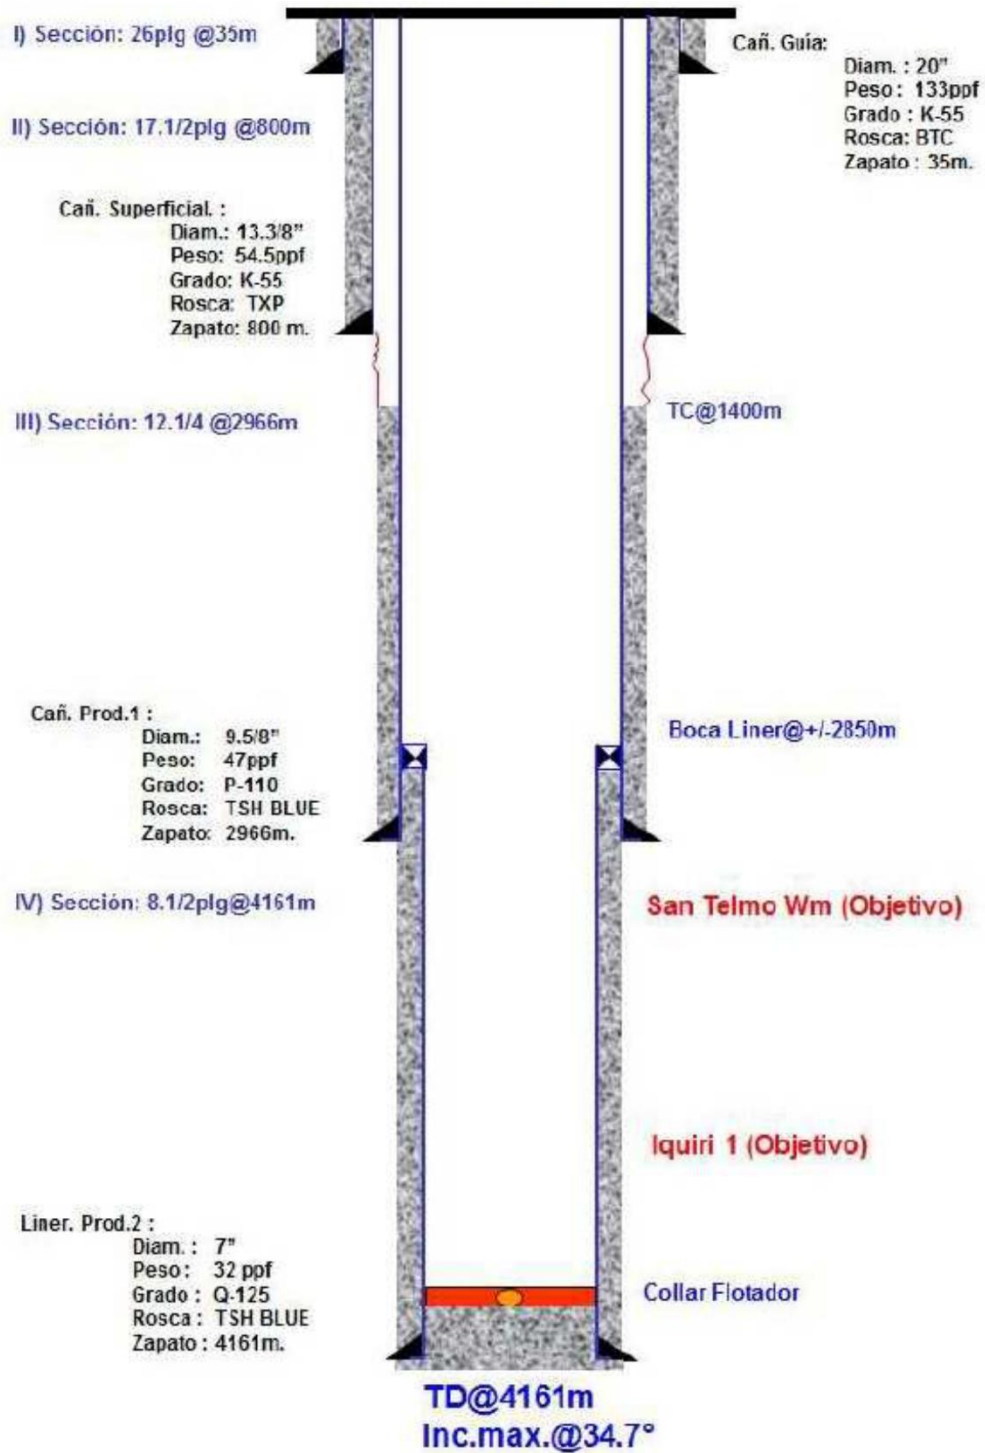 I) Sección: 26plg @35m
Cañ. Guía:
Diam. : 20"
Peso : 133ppf
Grado : K-55
Rosca: BTC
Zapato : 35m.
II) Sección: 17.1/2plg @800m
Cañ. Superficial. :
Diam.: 13.3/8"
Peso: 54.5ppf
Grado: K-55
Rosca: TXP
Zapato: 800 m.
III) Sección: 12.1/4 @2966m
TC@1400m
Cañ. Prod.1 :
Diam.: 9.5/8"
Peso: 47ppf
Grado: P-110
Rosca: TSH BLUE
Zapato: 2966m.
Boca Liner@+/-2850m
IV) Sección: 8.1/2plg@4161m
San Telmo Wm (Objetivo)
Iquiri 1 (Objetivo)
Liner. Prod.2 :
Diam. : 7"
Peso : 32 ppf
Grado : Q-125
Rosca : TSH BLUE
Zapato : 4161m.
Collar Flotador
TD@4161m
Inc.max.@34.7°